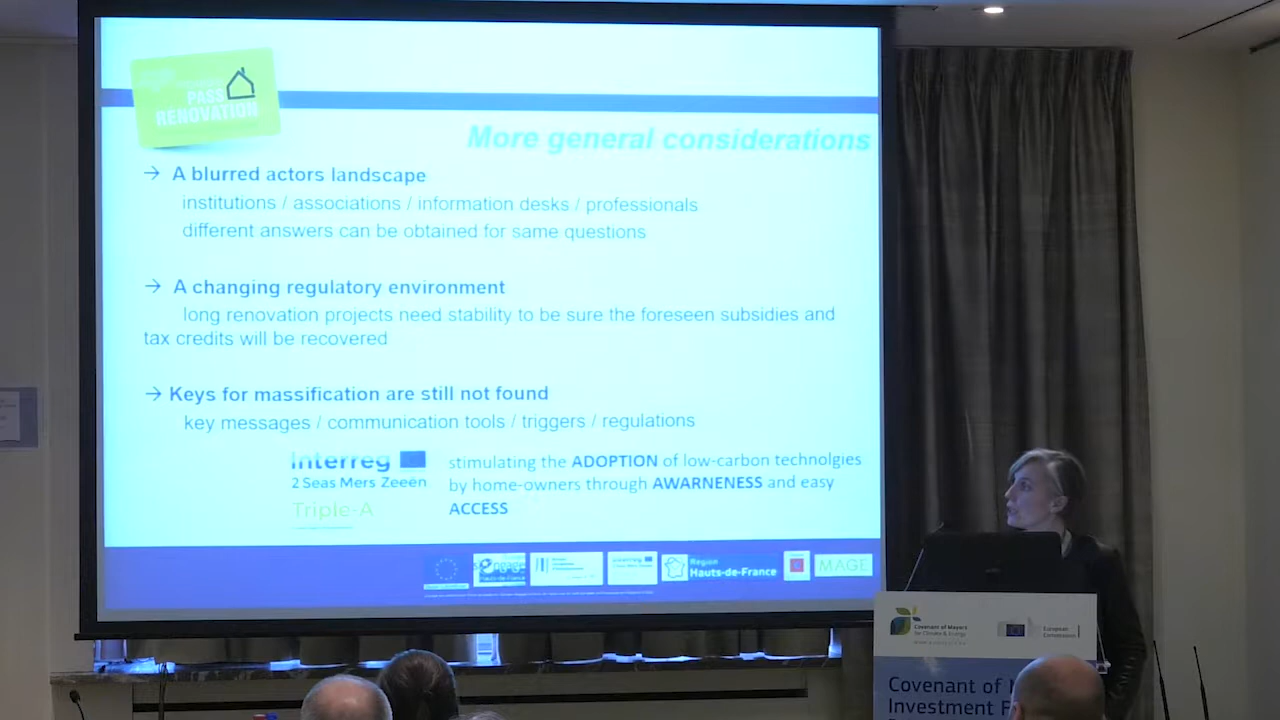 PASS
RENOVATION
More general considerations
→ A blurred actors landscape
institutions / associations / information desks / professionals
different answers can be obtained for same questions
→ A changing regulatory environment
long renovation projects need stability to be sure the foreseen subsidies and
tax credits will be recovered
→ Keys for massification are still not found
key messages / communication tools / triggers / regulations
Interreg
2 Seas Mers Zeeën
Triple-A
stimulating the ADOPTION of low-carbon technolgies
by home-owners through AWARNENESS and easy
ACCESS
Région
Hauts-de-France
MAGE
Covenant of Mayors
for Climate & Energy
European
Commission
Covenant of
Investment